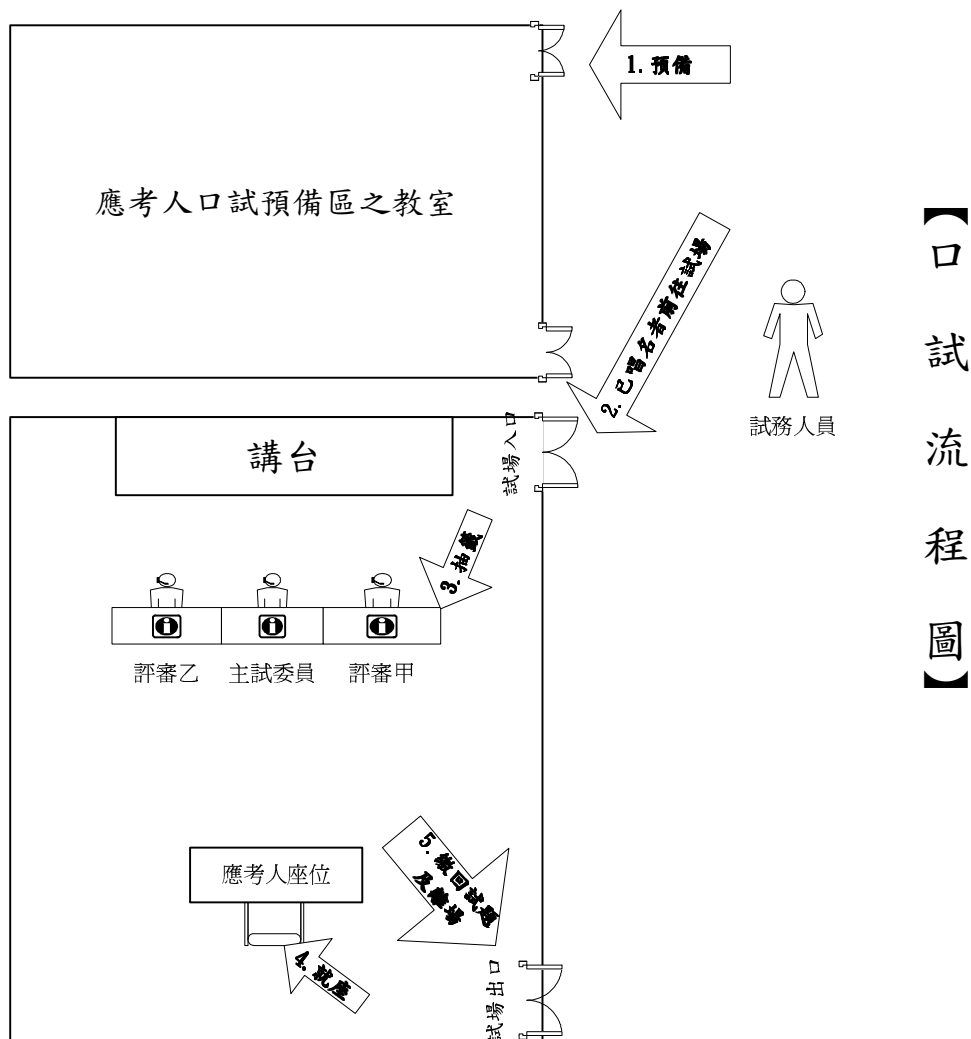 【口試流程圖】
1. 預備
應考人口試預備區之教室
2. 已唱名者前往試場
試務人員
試場入口
講台
3. 抽籤
評審乙
主試委員
評審甲
應考人座位
4. 就座
5. 繳回試題
及離場
試場出口